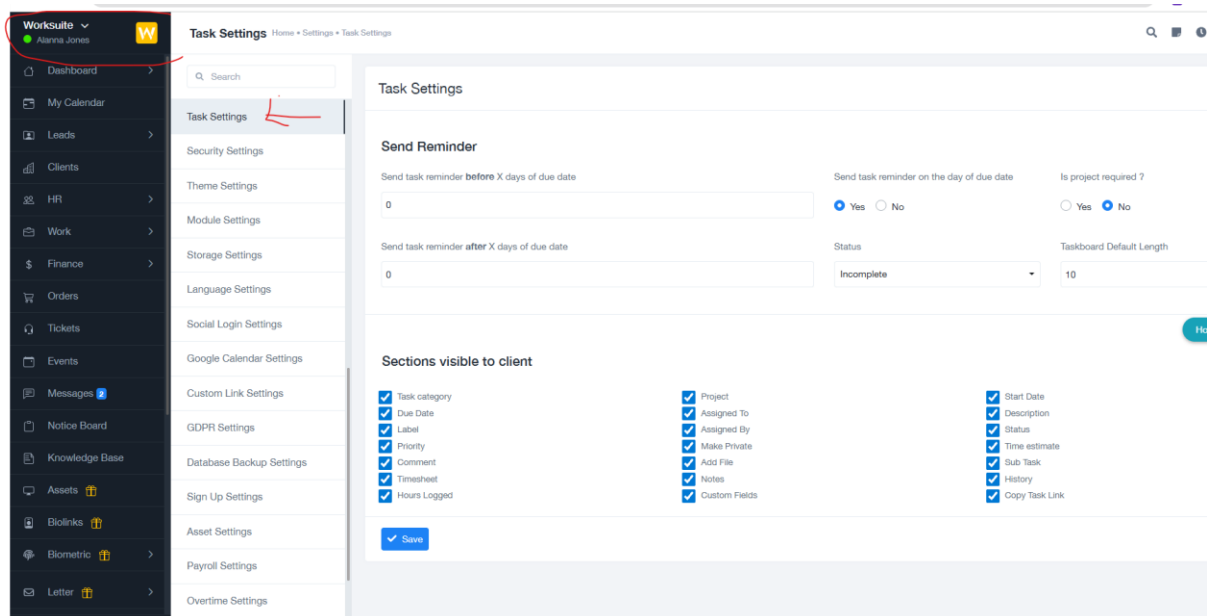 Worksuite
Alanna Jones
W
Task Settings Home • Settings • Task Settings
Dashboard
My Calendar
Leads
Clients
HR
Work
Finance
Orders
Tickets
Events
Messages 2
Notice Board
Knowledge Base
Assets
Biolinks
Biometric
Letter
Search
Task Settings
Security Settings
Theme Settings
Module Settings
Storage Settings
Language Settings
Social Login Settings
Google Calendar Settings
Custom Link Settings
GDPR Settings
Database Backup Settings
Sign Up Settings
Asset Settings
Payroll Settings
Overtime Settings
Task Settings
Send Reminder
Send task reminder before X days of due date
0
Send task reminder on the day of due date
Yes No
Is project required ?
Yes No
Send task reminder after X days of due date
0
Status
Incomplete
Taskboard Default Length
10
Sections visible to client
Task category Project Start Date
Due Date Assigned To Description
Label Assigned By Status
Priority Make Private Time estimate
Comment Add File Sub Task
Timesheet Notes History
Hours Logged Custom Fields Copy Task Link
Save